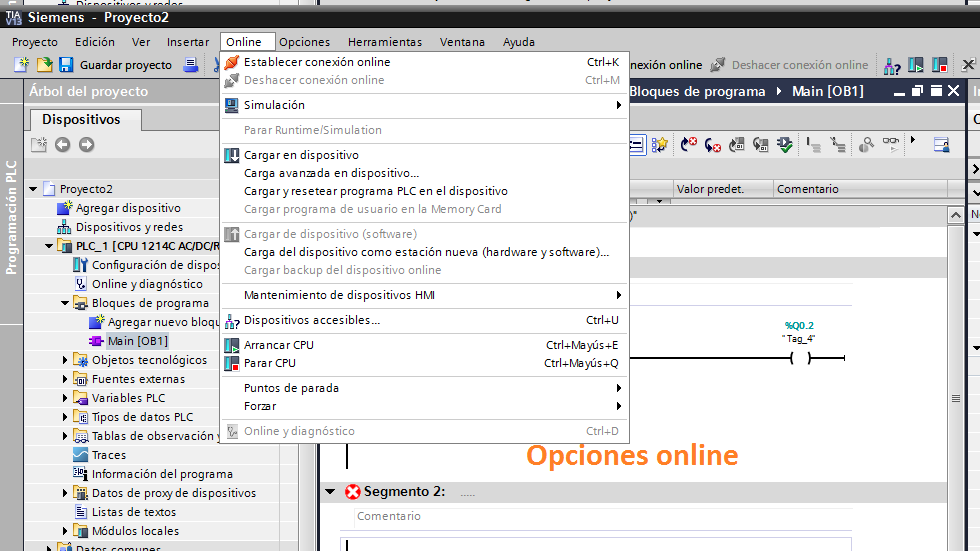 TIA V13 Siemens - Proyecto2
Proyecto Edición Ver Insertar Online Opciones Herramientas Ventana Ayuda
Guardar proyecto
Deshacer conexión online
Árbol del proyecto
Bloques de programa Main [OB1]
Dispositivos
Establecer conexión online Ctrl+K
Deshacer conexión online Ctrl+M
Simulación
Parar Runtime/Simulation
Cargar en dispositivo
Carga avanzada en dispositivo...
Cargar y resetear programa PLC en el dispositivo
Cargar programa de usuario en la Memory Card
Cargar de dispositivo (software)
Carga del dispositivo como estación nueva (hardware y software)...
Cargar backup del dispositivo online
Mantenimiento de dispositivos HMI
Dispositivos accesibles... Ctrl+U
Arrancar CPU Ctrl+Mayús+E
Parar CPU Ctrl+Mayús+Q
Puntos de parada
Forzar
Online y diagnóstico Ctrl+D
Programación PLC
Proyecto2
Agregar dispositivo
Dispositivos y redes
PLC_1 [CPU 1214C AC/DC/R
Configuración de dispos
Online y diagnóstico
Bloques de programa
Agregar nuevo bloqu
Main [OB1]
Objetos tecnológicos
Fuentes externas
Variables PLC
Tipos de datos PLC
Tablas de observación y
Traces
Información del programa
Datos de proxy de dispositivos
Listas de textos
Módulos locales
Datos comunes
Valor predet. Comentario
%Q0.2
"Tag_4"
Opciones online
Segmento 2: .....
Comentario